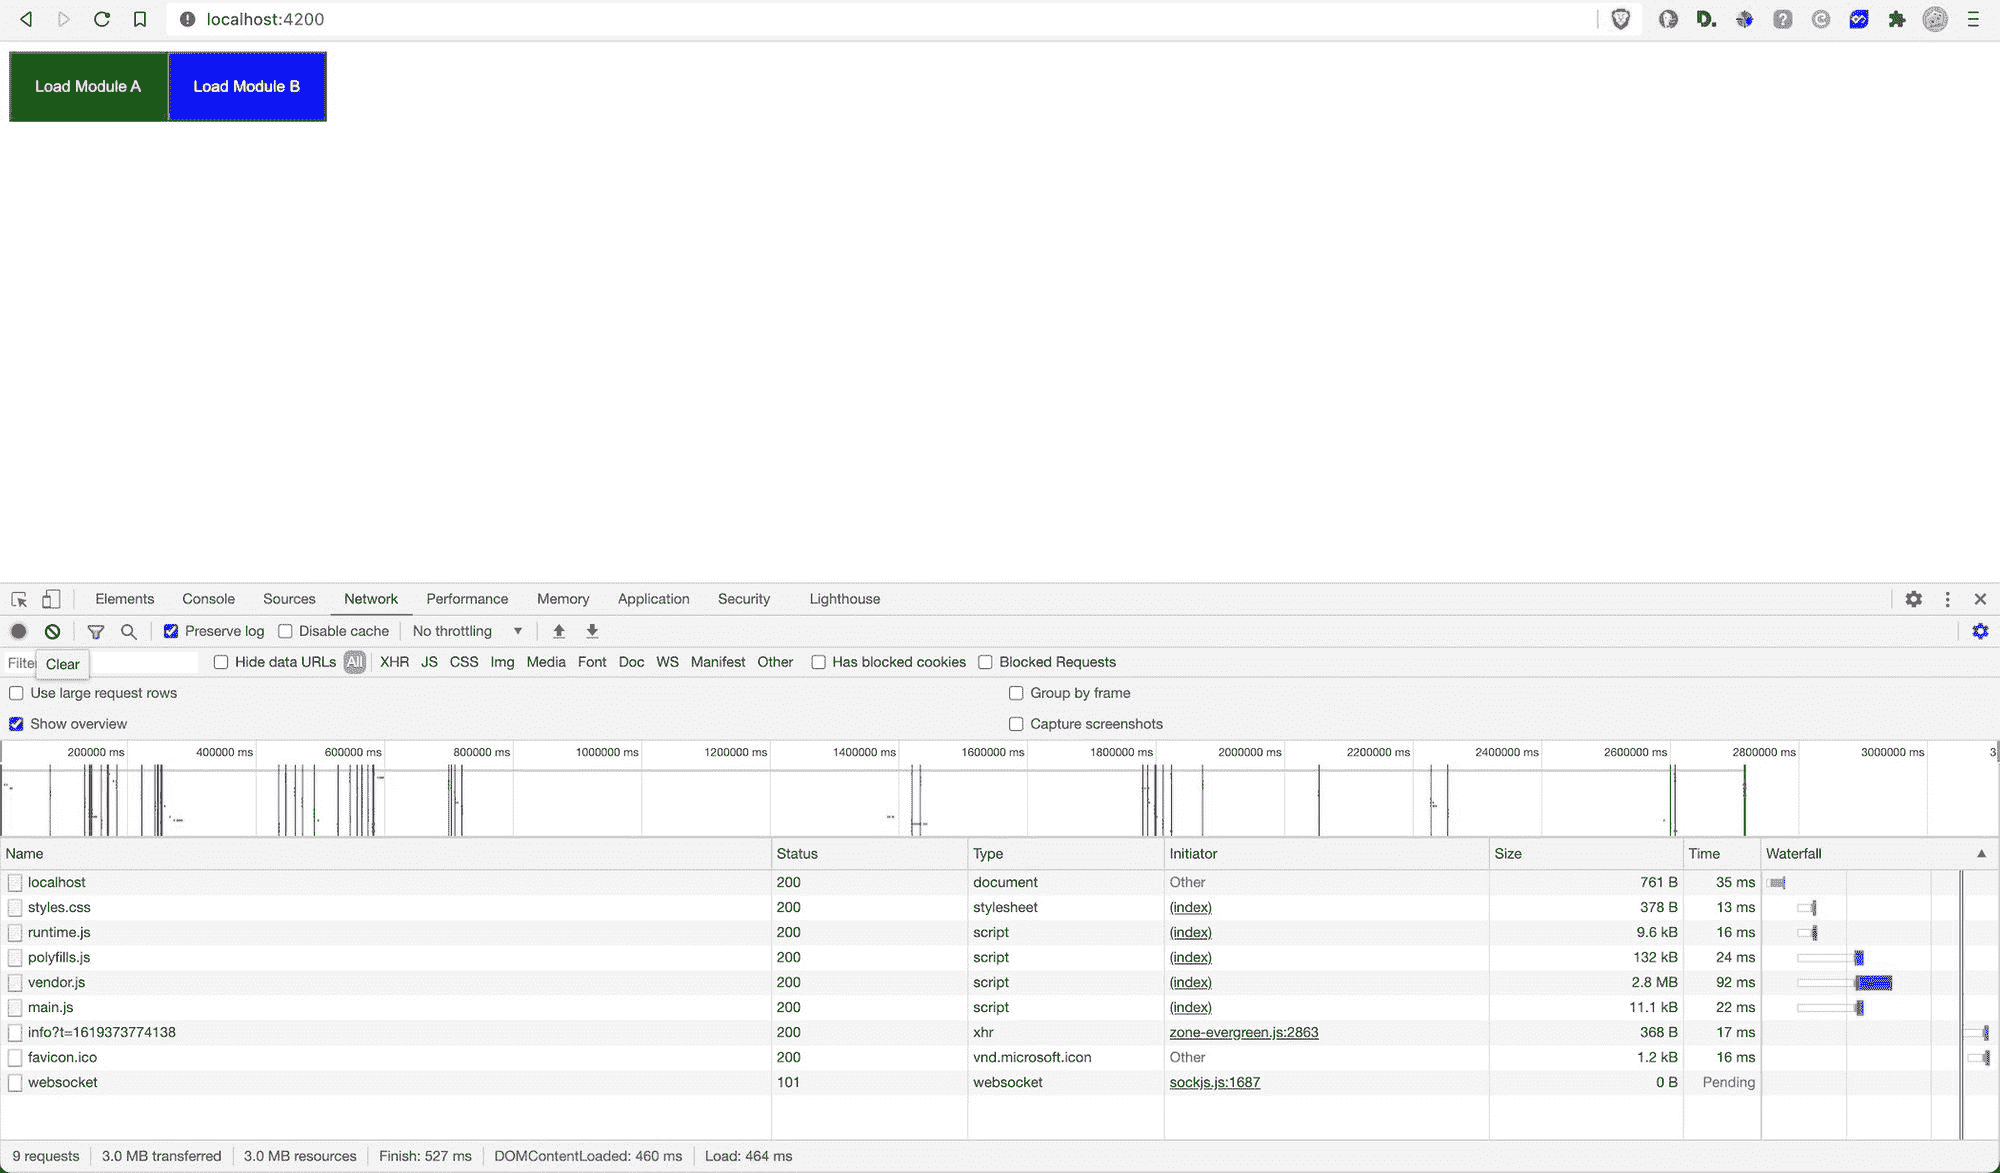 localhost:4200
Load Module A Load Module B
Elements Console Sources Network Performance Memory Application Security Lighthouse
Preserve log Disable cache No throttling
Filter Clear Hide data URLs All XHR JS CSS Img Media Font Doc WS Manifest Other Has blocked cookies Blocked Requests
Use large request rows Group by frame
Show overview Capture screenshots
200000 ms 400000 ms 600000 ms 800000 ms 1000000 ms 1200000 ms 1400000 ms 1600000 ms 1800000 ms 2000000 ms 2200000 ms 2400000 ms 2600000 ms 2800000 ms 3000000 ms 3
Name Status Type Initiator Size Time Waterfall
localhost 200 document Other 761 B 35 ms
styles.css 200 stylesheet (index) 378 B 13 ms
runtime.js 200 script (index) 9.6 kB 16 ms
polyfills.js 200 script (index) 132 kB 24 ms
vendor.js 200 script (index) 2.8 MB 92 ms
main.js 200 script (index) 11.1 kB 22 ms
info?t=1619373774138 200 xhr zone-evergreen.js:2863 368 B 17 ms
favicon.ico 200 vnd.microsoft.icon Other 1.2 kB 16 ms
websocket 101 websocket sockjs.js:1687 0 B Pending
9 requests 3.0 MB transferred 3.0 MB resources Finish: 527 ms DOMContentLoaded: 460 ms Load: 464 ms